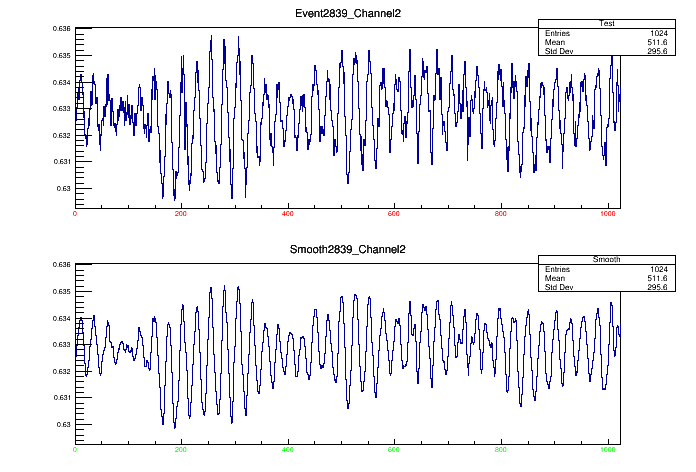 Event2839_Channel2
Test
Entries 1024
Mean 511.6
Std Dev 295.6
0.636
0.635
0.634
0.633
0.632
0.631
0.63
0 200 400 600 800 1000
Smooth2839_Channel2
Smooth
Entries 1024
Mean 511.6
Std Dev 295.6
0.636
0.635
0.634
0.633
0.632
0.631
0.63
0 200 400 600 800 1000